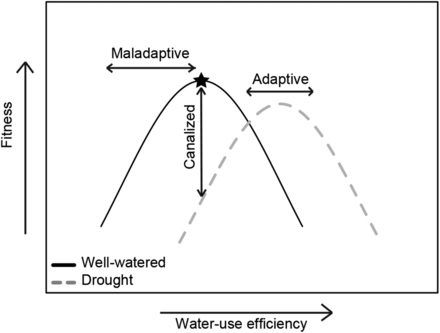 Maladaptive
Adaptive
Canalized
Fitness
Well-watered
Drought
Water-use efficiency